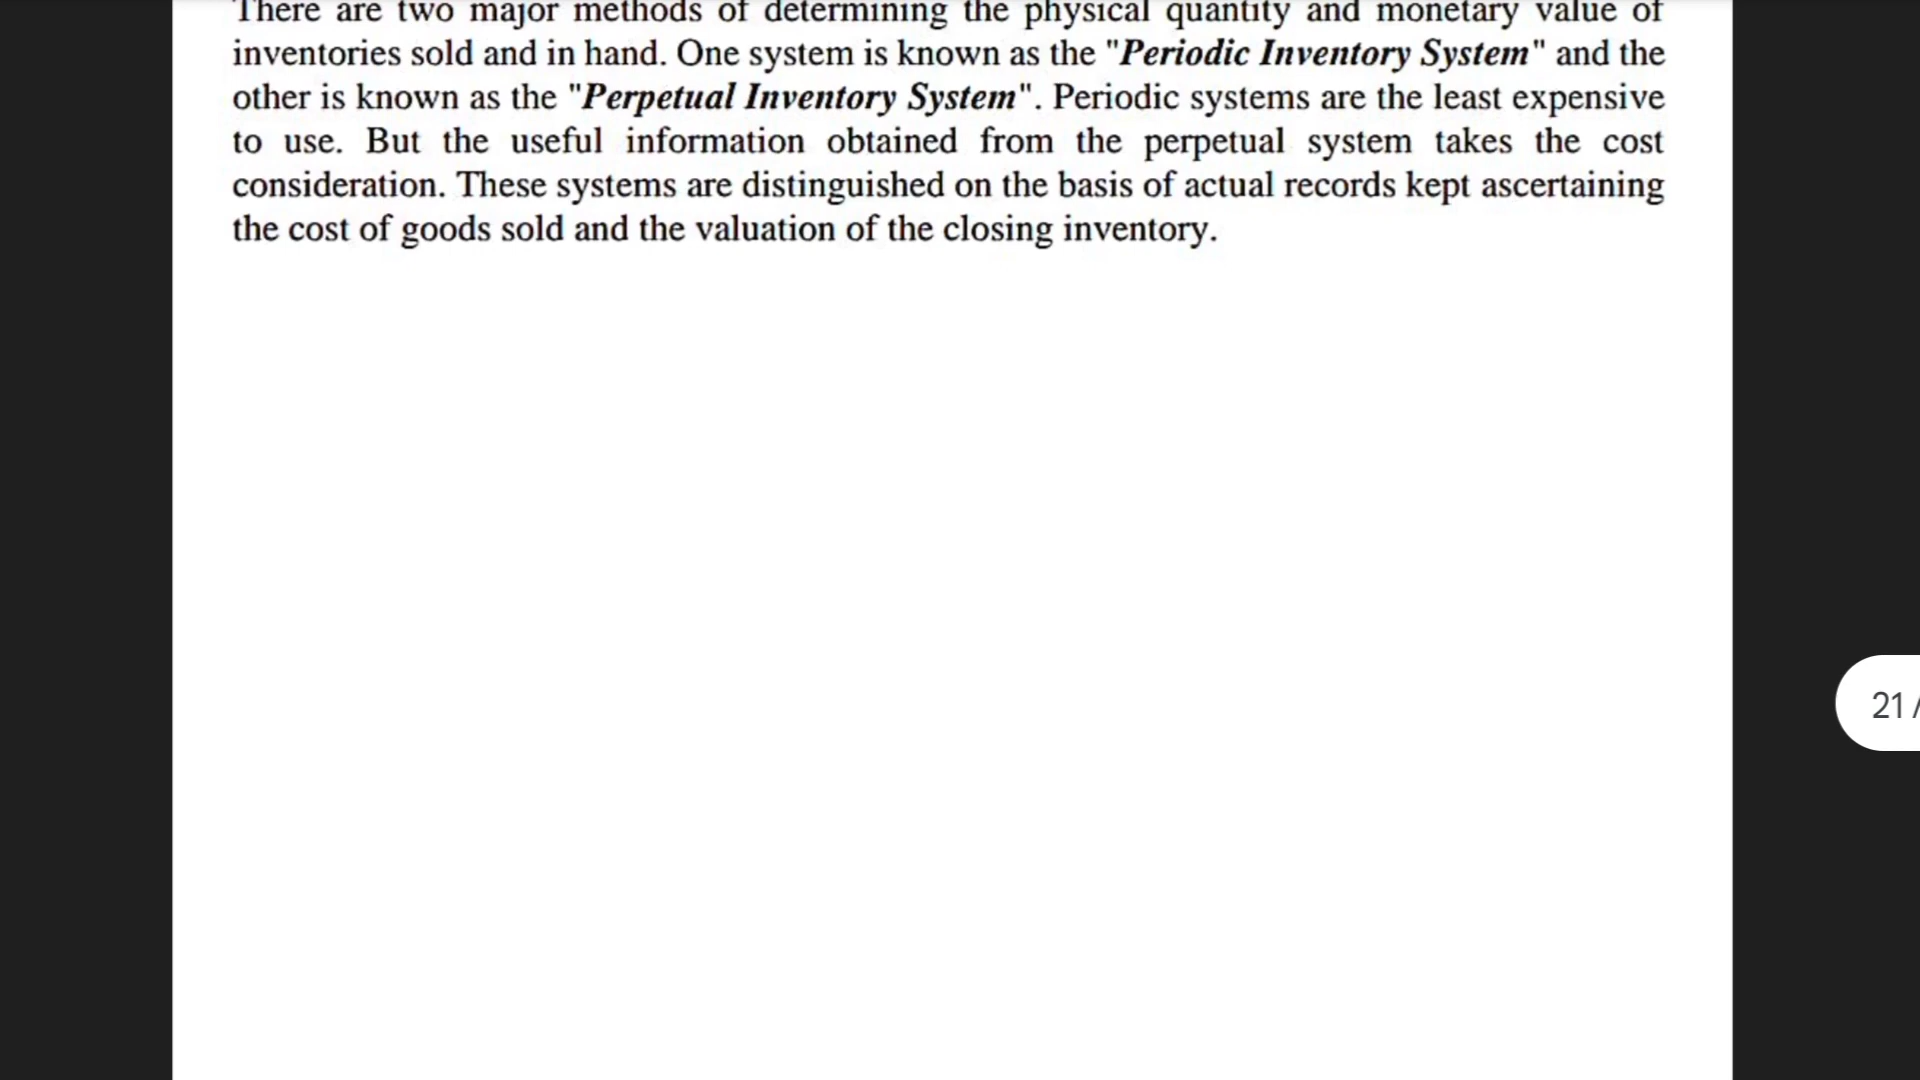 There are two major methods of determining the physical quantity and monetary value of
inventories sold and in hand. One system is known as the "Periodic Inventory System" and the
other is known as the "Perpetual Inventory System". Periodic systems are the least expensive
to use. But the useful information obtained from the perpetual system takes the cost
consideration. These systems are distinguished on the basis of actual records kept ascertaining
the cost of goods sold and the valuation of the closing inventory.
21 /